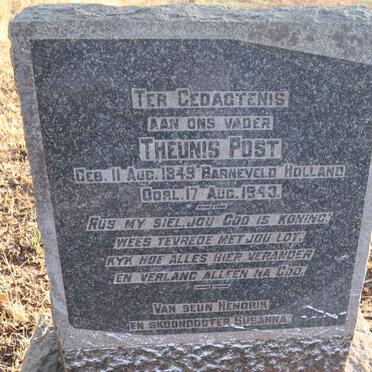 TER GEDAGTENIS
AAN ONS VADER
THEUNIS POST
GEB. 11 AUG. 1849 BARNEVELD HOLLAND
OORL. 17 AUG. 1943.
RUS MY SIEL, JOU GOD IS KONING;
WEES TEVREDE MET JOU LOT,
KYK HOE ALLES HIER VERANDER
EN VERLANG ALLEEN NA GOD.
VAN SEUN HENDRIK
EN SKOONDOGTER SUSANNA.